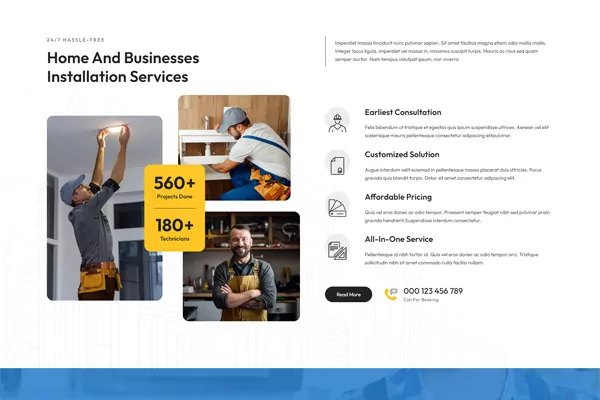 24/7 HASSLE-FREE
Home And Businesses
Installation Services
560+
Projects Done
180+
Technicians
Imperdiet massa tincidunt nunc pulvinar sapien. Sit amet facilisis magna etiam odio mollis mollis.
Integer locus ligula, imperdiet vel massa in, maximus suscipit turpis. Mauris ac risus sed quam
semper auctor. Nam tempus volutpat ipsum, non viverra
Earliest Consultation
Felis bibendum ut tristique et egestas quis ipsum suspendisse ultrices. Aenean vel elit
scelerisque mauris pellentesque consectetur adipiscing elitpulvinar.
Customized Solution
Augue interdum velit euismod in pellentesque massa placerat duis ultricies. Purus
gravida quis blandit turpis. Dolor sit amet consectetur adipiscing elit.
Affordable Pricing
Quis vel eros donec ac odio tempor. Praesent semper feugiat nibh sed pulvinar proin
gravida hendrerit.Suspendisse interdum consectetur.
All-In-One Service
Pellentesque id nibh tortor id. Quis vel eros donec ac odio tempor orci. Tristique
sollicitudin nibh sit amet commodo nulla facilisi nullam.
Read More
000 123 456 789
Call For Booking